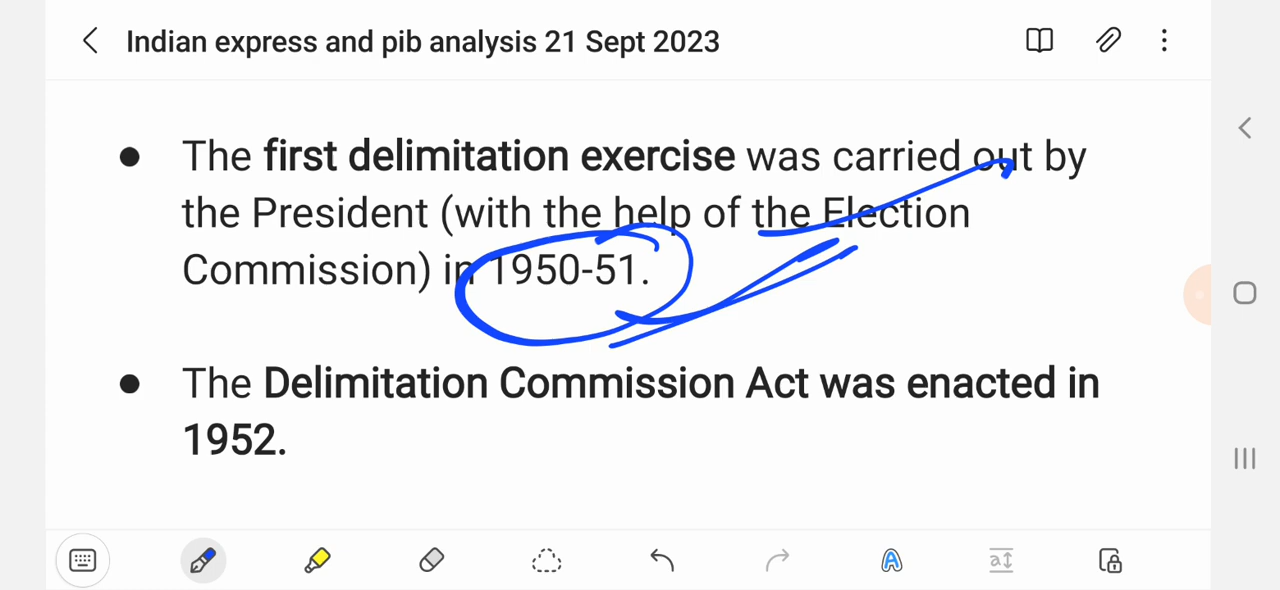 Indian express and pib analysis 21 Sept 2023
● The first delimitation exercise was carried out by
the President (with the help of the Election
Commission) in 1950-51.
● The Delimitation Commission Act was enacted in
1952.